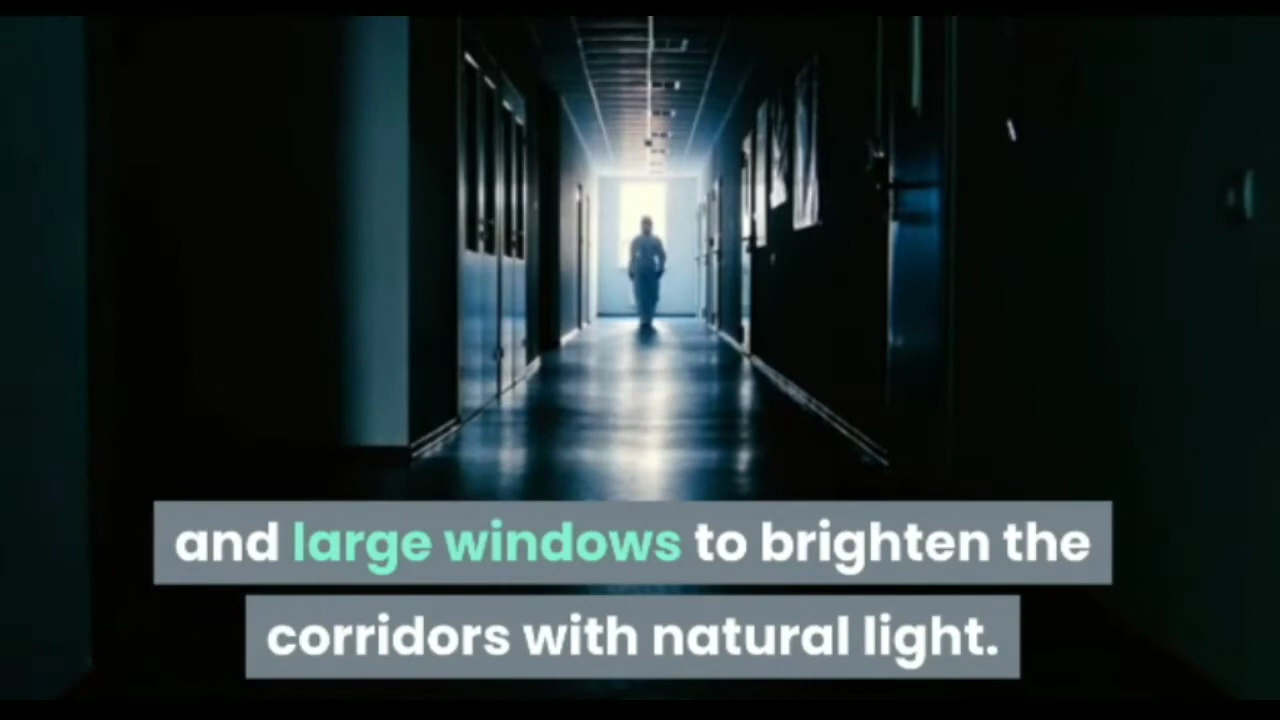 and large windows to brighten the
corridors with natural light.